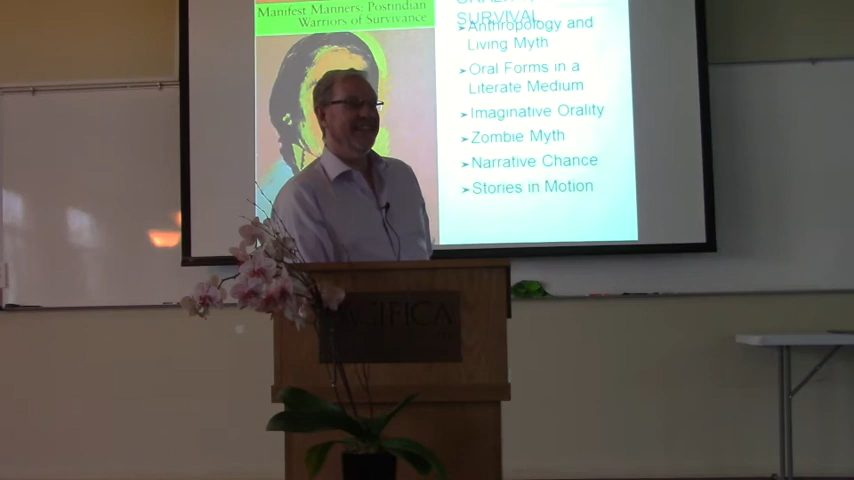 Manifest Manners: Postindian
Warriors of Survivance
SURVIVAL
➤Anthropology and
Living Myth
➤Oral Forms in a
Literate Medium
➤Imaginative Orality
➤Zombie Myth
➤Narrative Chance
➤Stories in Motion
PACIFICA